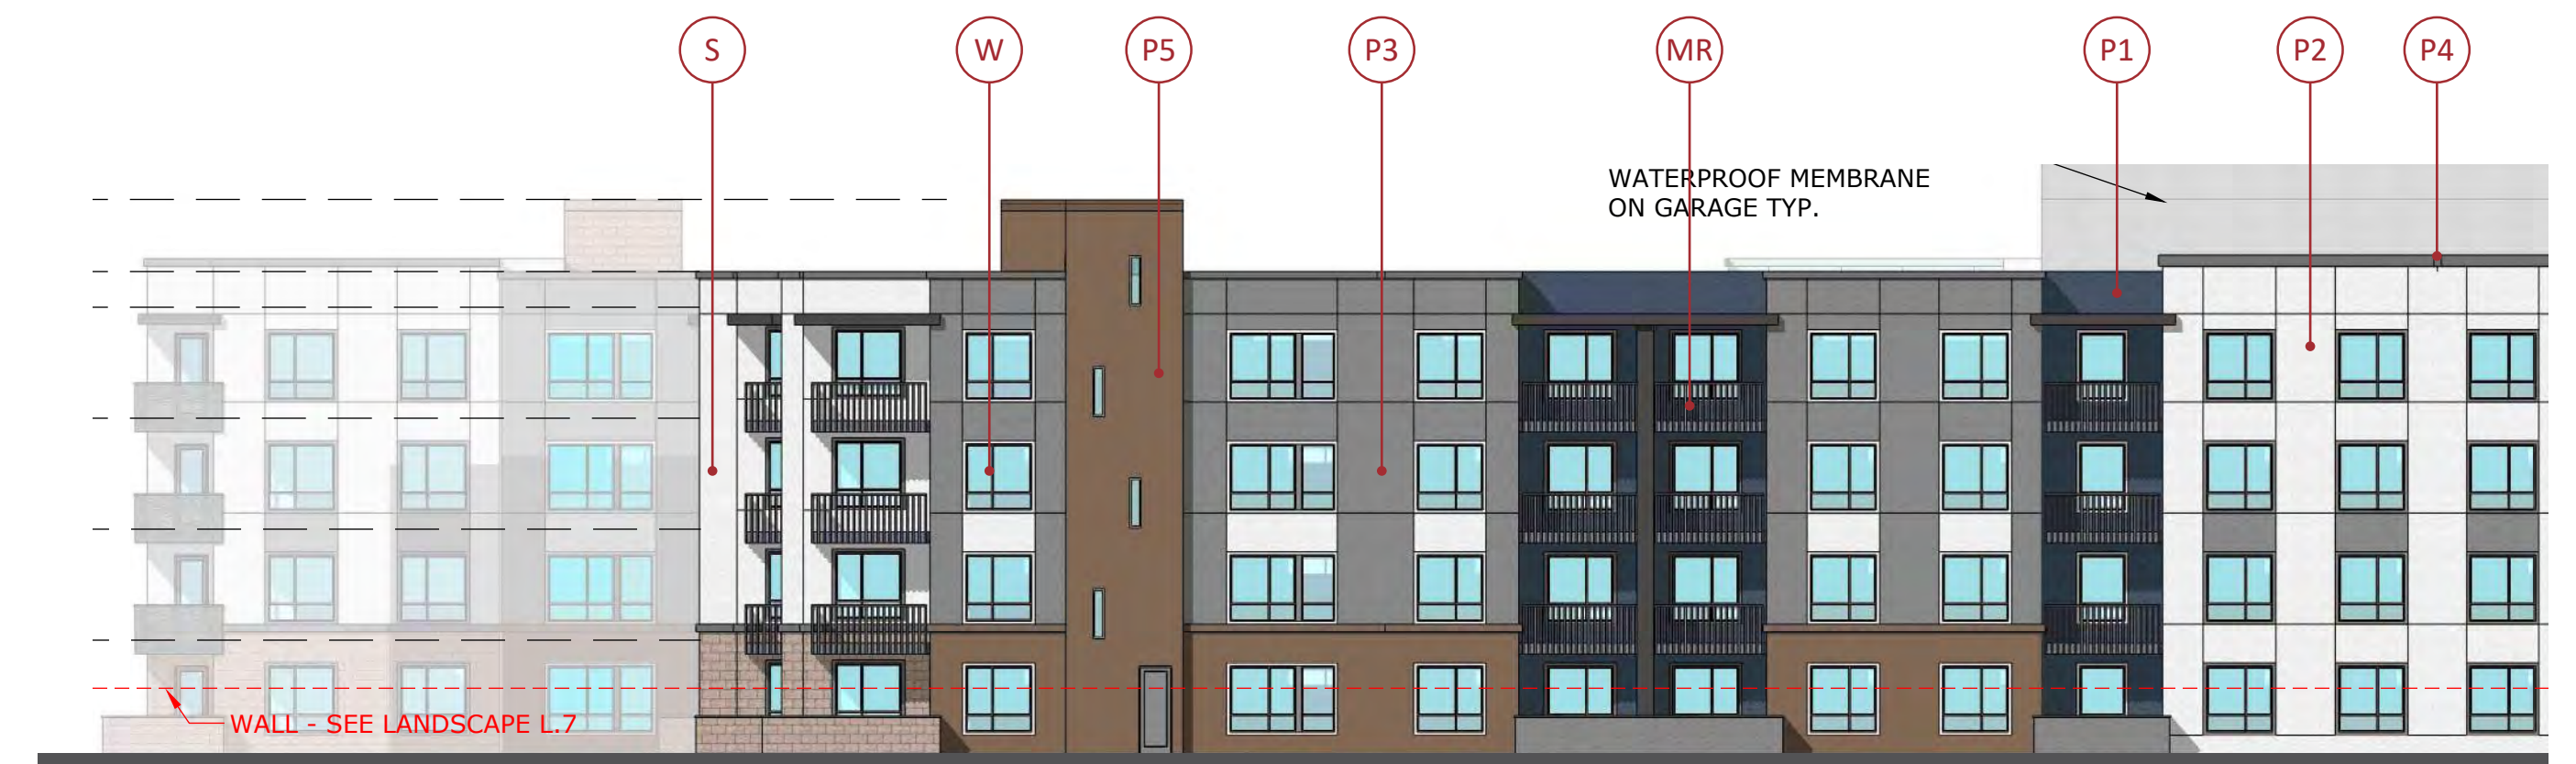 S
W
P5
P3
MR
P1
P2
P4
WATERPROOF MEMBRANE
ON GARAGE TYP.
WALL - SEE LANDSCAPE L.7